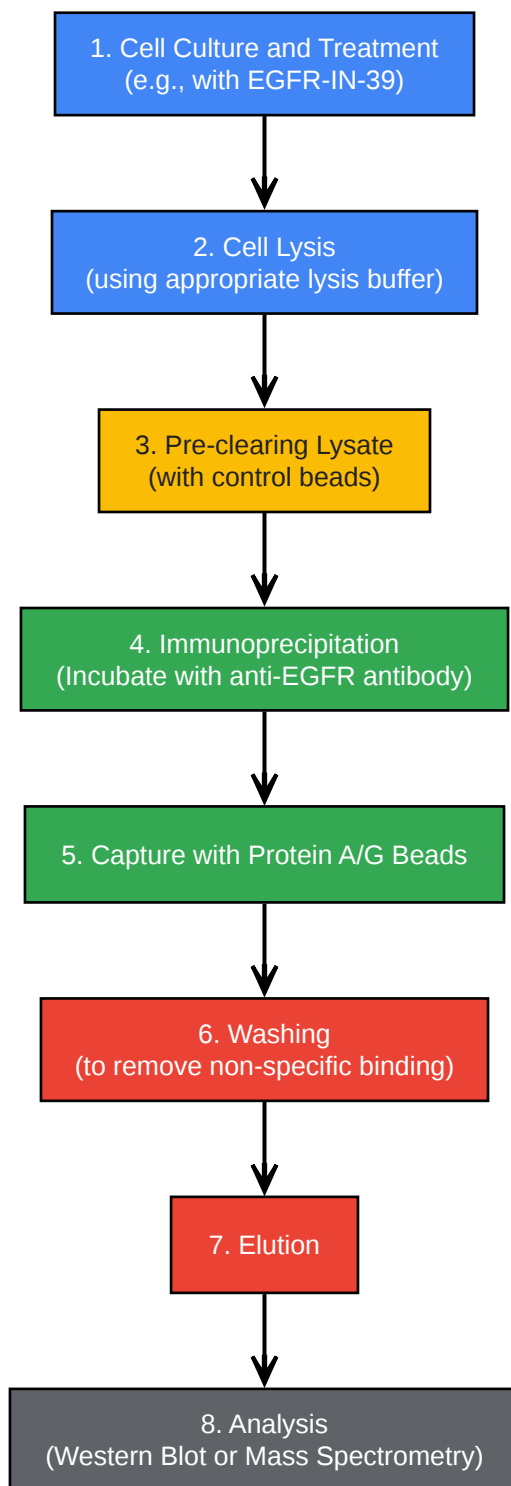 1. Cell Culture and Treatment
(e.g., with EGFR-IN-39)
2. Cell Lysis
(using appropriate lysis buffer)
3. Pre-clearing Lysate
(with control beads)
4. Immunoprecipitation
(Incubate with anti-EGFR antibody)
5. Capture with Protein A/G Beads
6. Washing
(to remove non-specific binding)
7. Elution
8. Analysis
(Western Blot or Mass Spectrometry)